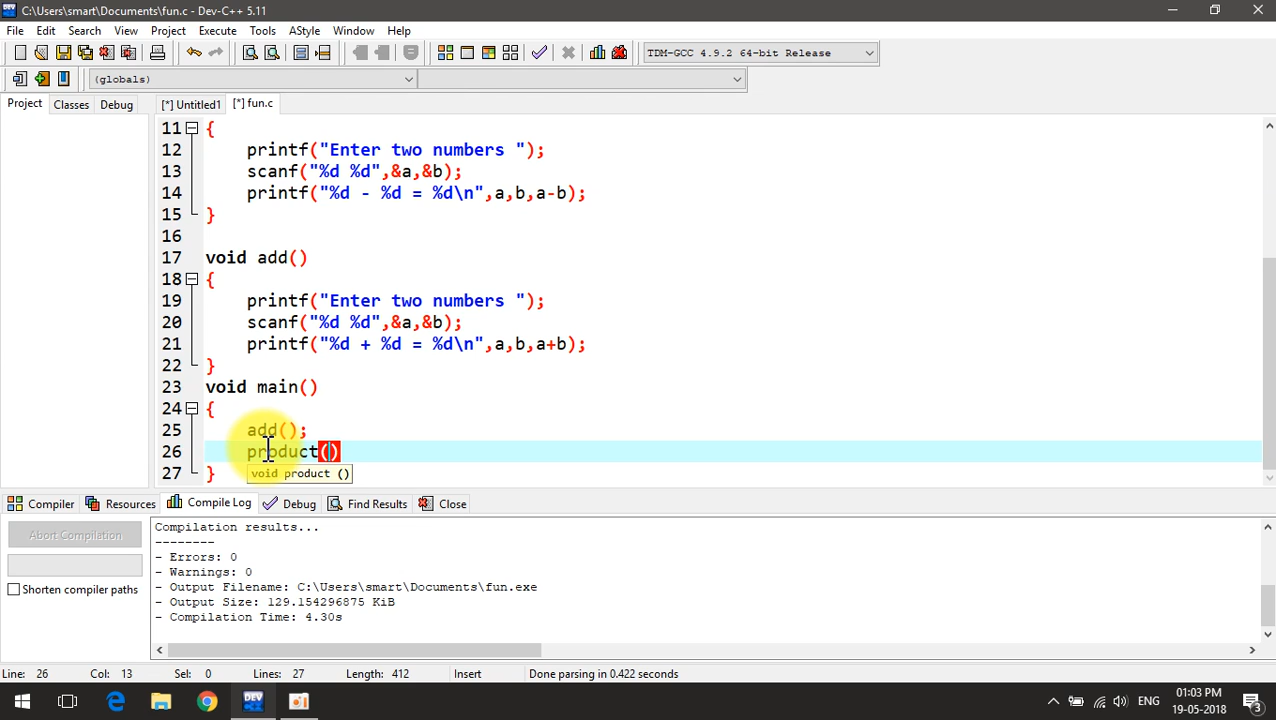 C:\Users\smart\Documents\fun.c - Dev-C++ 5.11
File Edit Search View Project Execute Tools AStyle Window Help
TDM-GCC 4.9.2 64-bit Release
(globals)
Project Classes Debug [*] Untitled1 [*] fun.c
11 {
12 printf("Enter two numbers ");
13 scanf("%d %d",&a,&b);
14 printf("%d - %d = %d\n",a,b,a-b);
15 }
16
17 void add()
18 {
19 printf("Enter two numbers ");
20 scanf("%d %d",&a,&b);
21 printf("%d + %d = %d\n",a,b,a+b);
22 }
23 void main()
24 {
25 add();
26 product()
27 }
void product ()
Compiler Resources Compile Log Debug Find Results Close
Abort Compilation
Shorten compiler paths
Compilation results...
--------
- Errors: 0
- Warnings: 0
- Output Filename: C:\Users\smart\Documents\fun.exe
- Output Size: 129.154296875 KiB
- Compilation Time: 4.30s
Line: 26 Col: 13 Sel: 0 Lines: 27 Length: 412 Insert Done parsing in 0.422 seconds
DEV
ENG
01:03 PM
19-05-2018
3